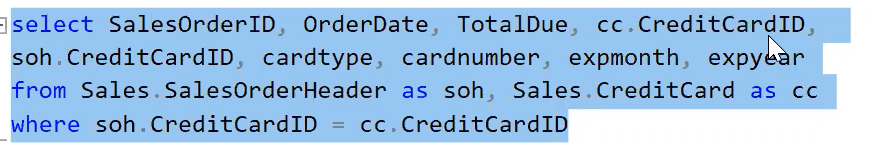 select SalesOrderID, OrderDate, TotalDue, cc.CreditCardID,
soh.CreditCardID, cardtype, cardnumber, expmonth, expyear
from Sales.SalesOrderHeader as soh, Sales.CreditCard as cc
where soh.CreditCardID = cc.CreditCardID